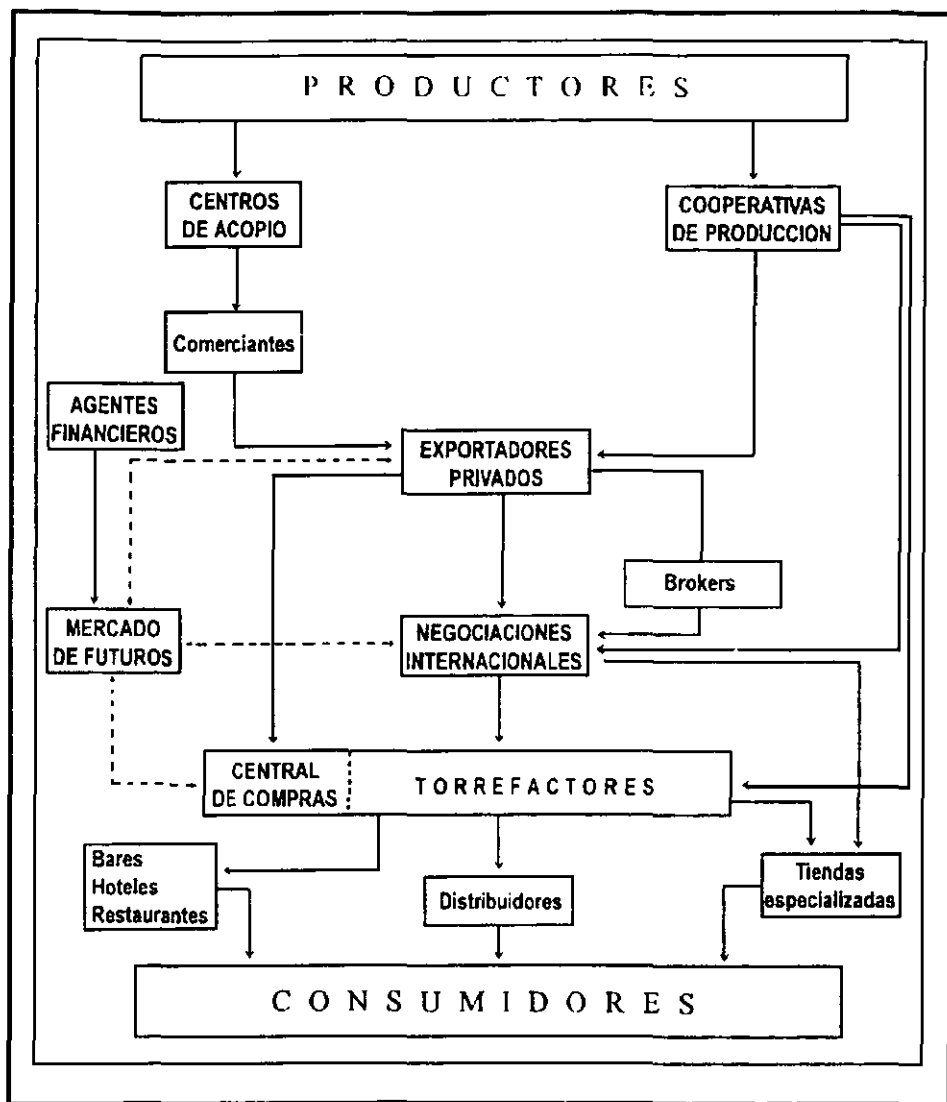 PRODUCTORES
CENTROS
DE ACOPIO
COOPERATIVAS
DE PRODUCCION
Comerciantes
AGENTES
FINANCIEROS
EXPORTADORES
PRIVADOS
Brokers
MERCADO
DE FUTUROS
NEGOCIACIONES
INTERNACIONALES
CENTRAL
DE COMPRAS
TORREFACTORES
Bares
Hoteles
Restaurantes
Distribuidores
Tiendas
especializadas
CONSUMIDORES